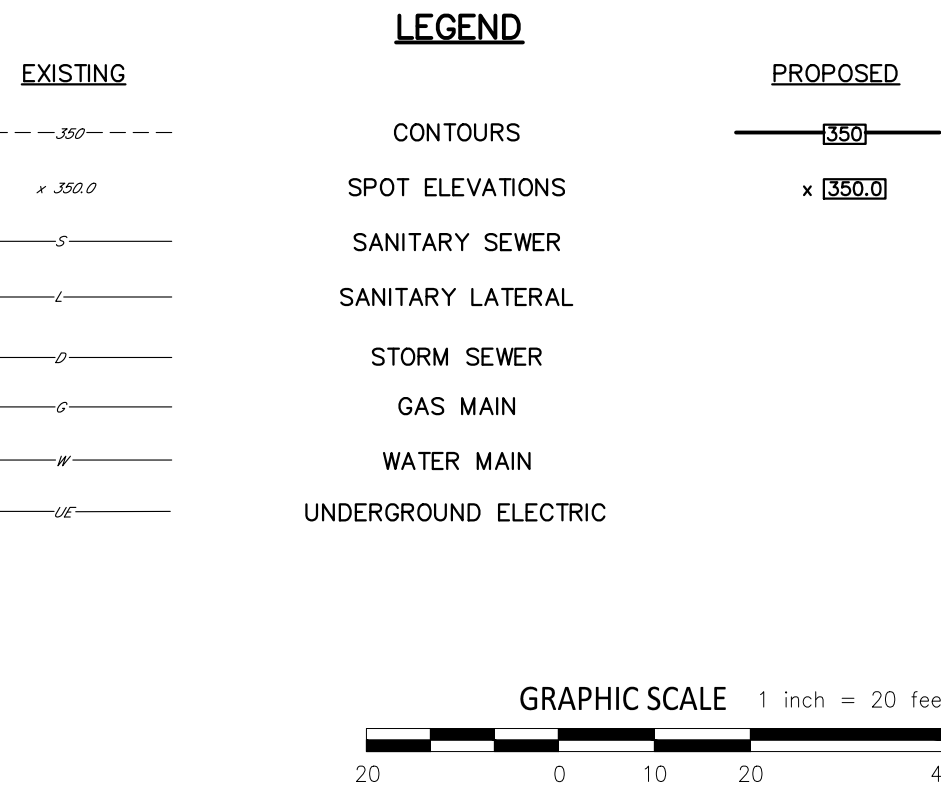 LEGEND
EXISTING PROPOSED
350 CONTOURS 350
x 350.0 SPOT ELEVATIONS x 350.0
S SANITARY SEWER
L SANITARY LATERAL
D STORM SEWER
G GAS MAIN
W WATER MAIN
UE UNDERGROUND ELECTRIC
GRAPHIC SCALE 1 inch = 20 fee
20 0 10 20 4